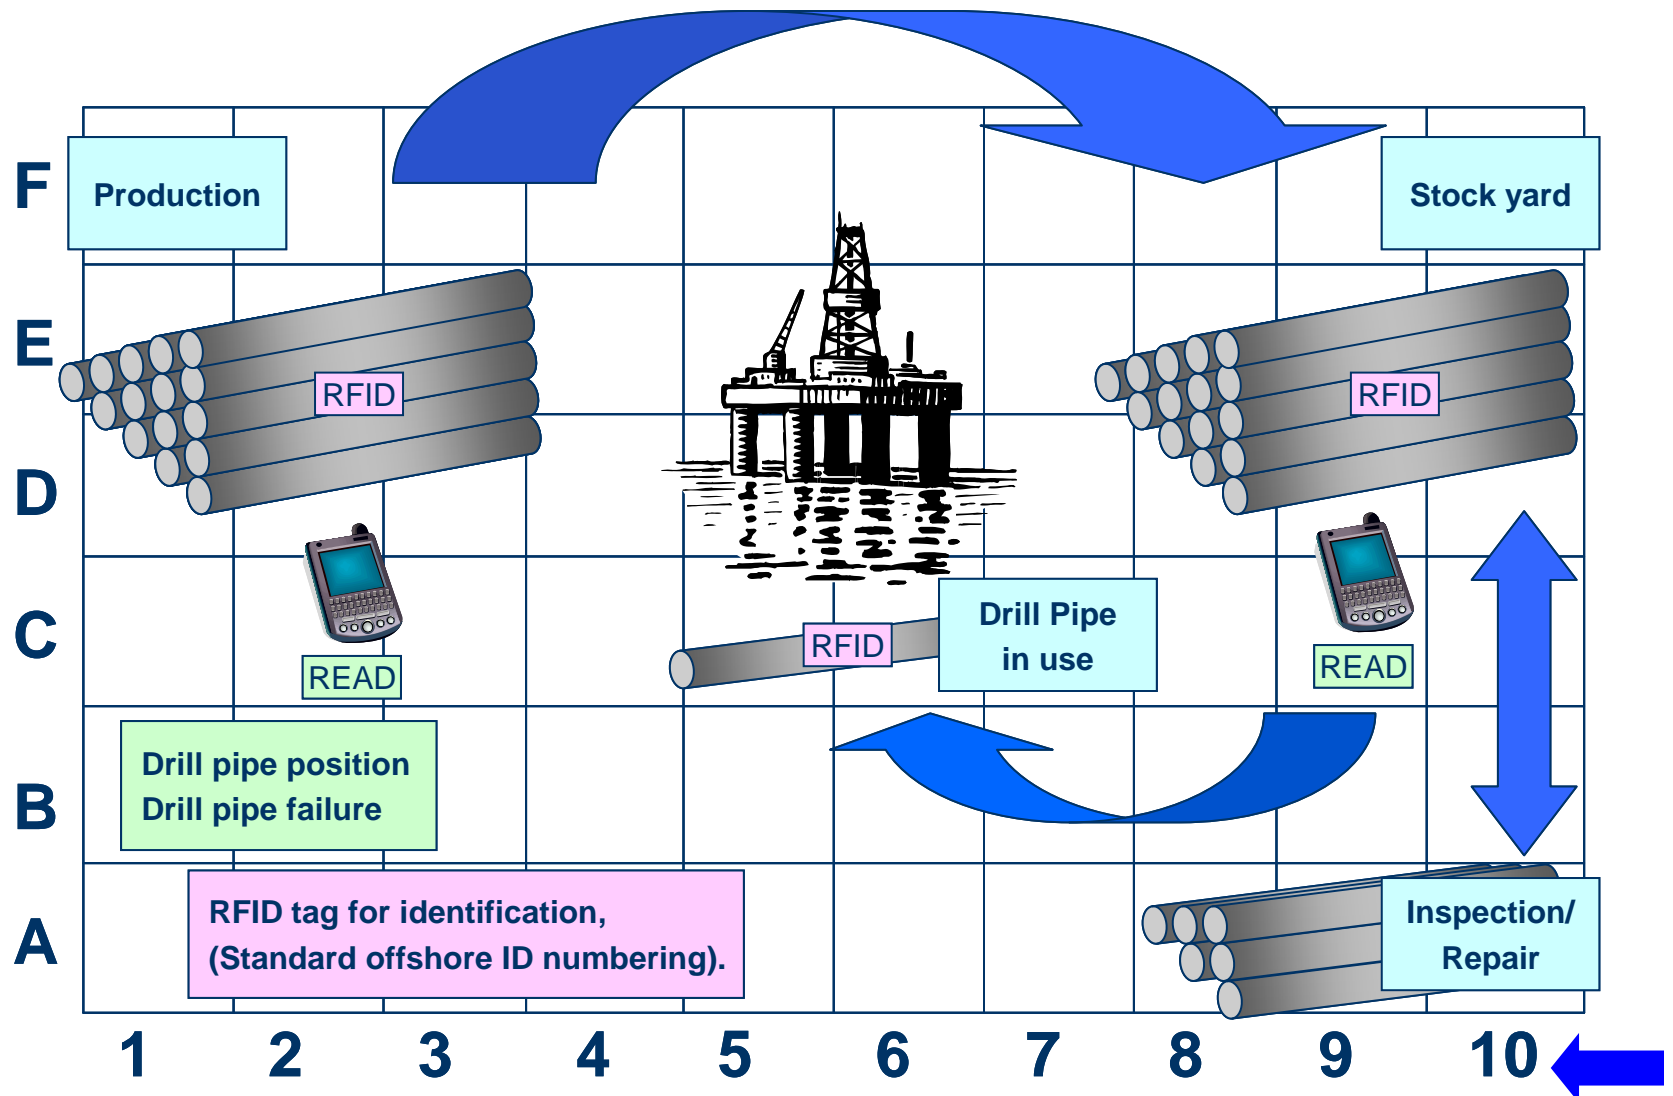 F
Production
Stock yard
E
RFID
RFID
D
C
READ
RFID
Drill Pipe
in use
READ
B
Drill pipe position
Drill pipe failure
A
RFID tag for identification,
(Standard offshore ID numbering).
Inspection/
Repair
1 2 3 4 5 6 7 8 9 10